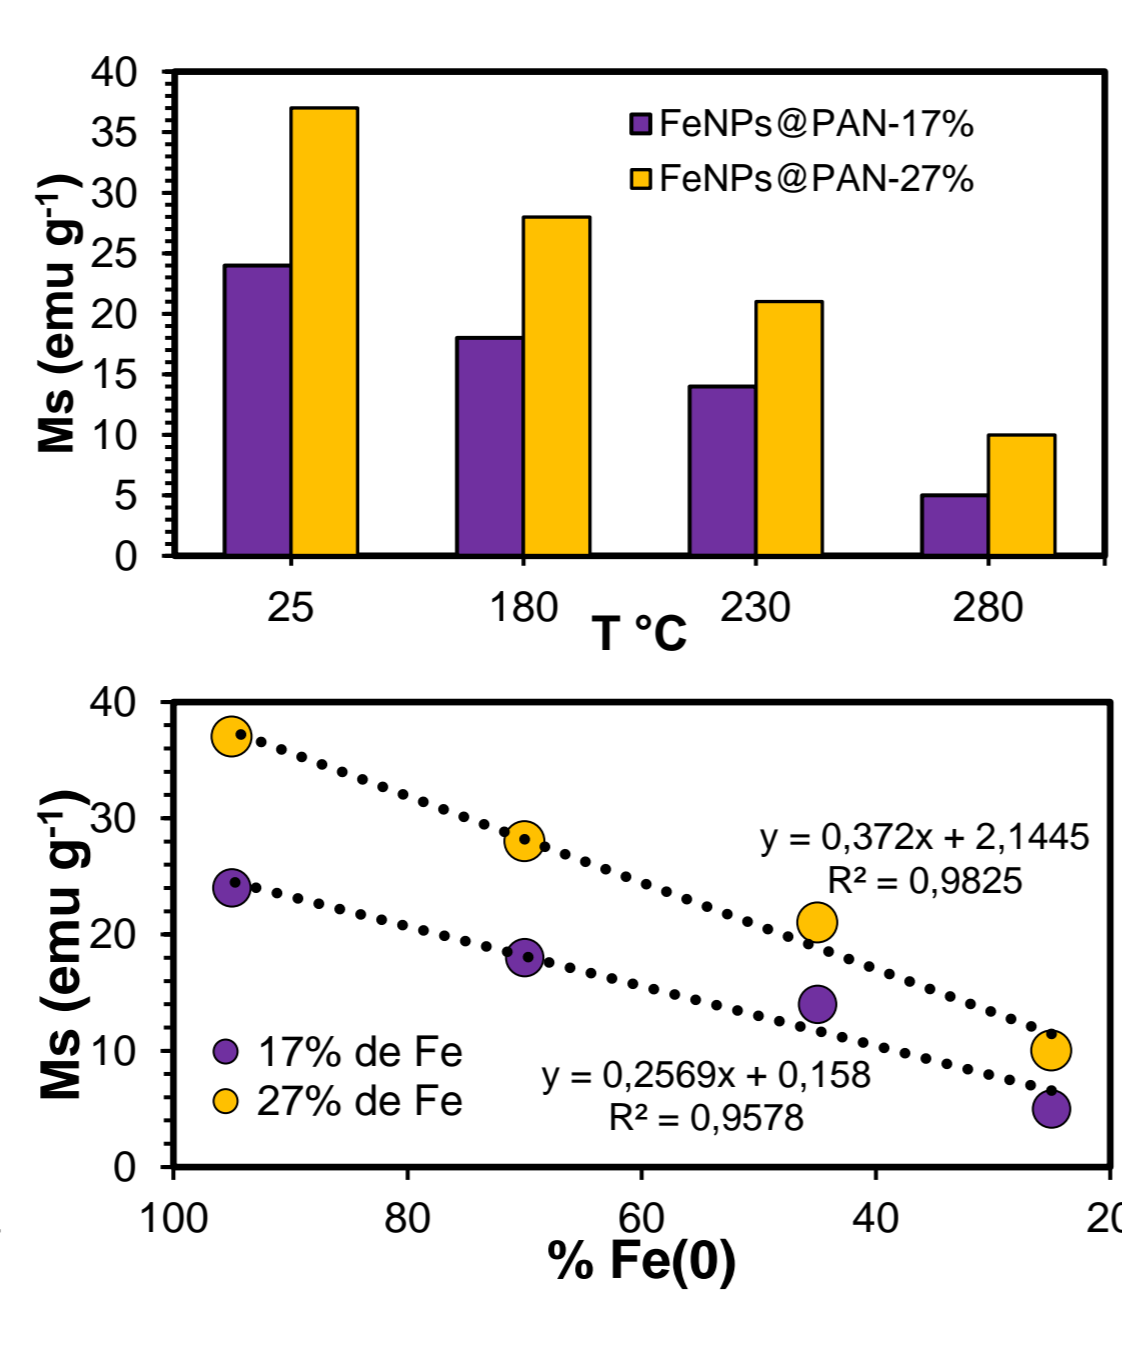 40
35
30
25
20
15
10
5
0
Ms (emu g-1)
FeNPs@PAN-17%
FeNPs@PAN-27%
25 180 230 280
T °C
40
30
20
10
0
Ms (emu g-1)
y = 0,372x + 2,1445
R² = 0,9825
17% de Fe
27% de Fe
y = 0,2569x + 0,158
R² = 0,9578
100 80 60 40 20
% Fe(0)